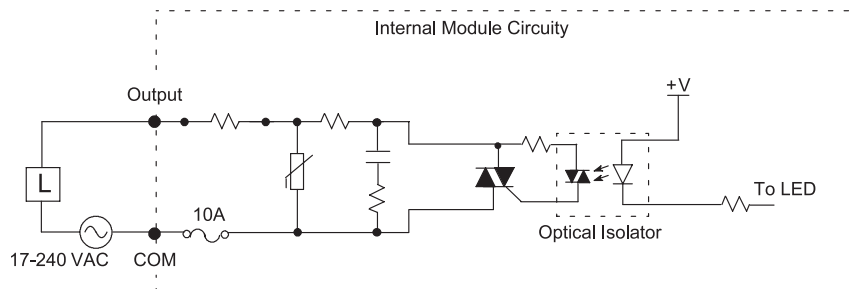 Internal Module Circuity
Output
+V
L
To LED
10A
Optical Isolator
17-240 VAC
COM